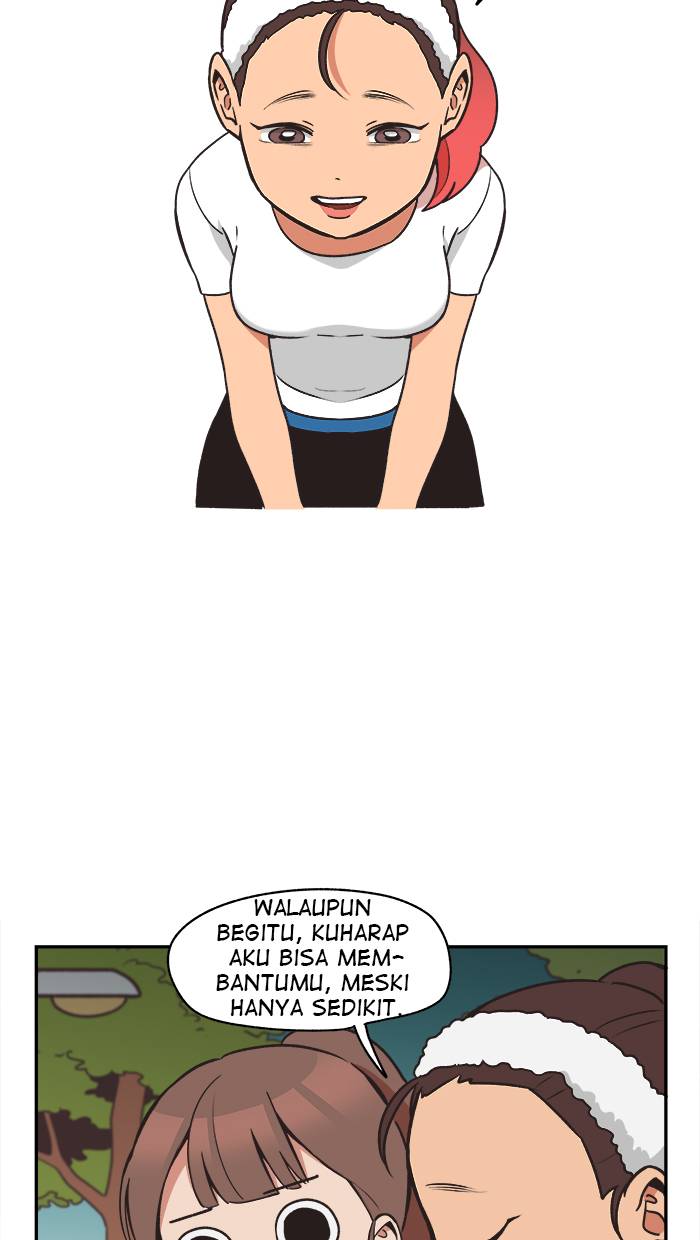 WALAUPUN
BEGITU, KUHARAP
AKU BISA MEM-
BANTUMU, MESKI
HANYA SEDIKIT.